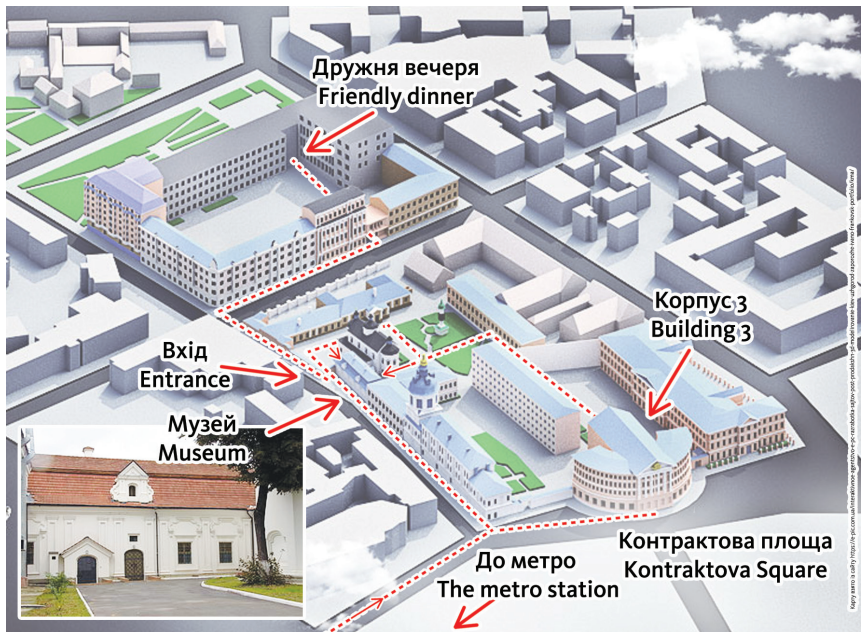 Дружня вечеря
Friendly dinner
Корпус 3
Building 3
Вхід
Entrance
Музей
Museum
Контрактова площа
Kontraktova Square
До метро
The metro station